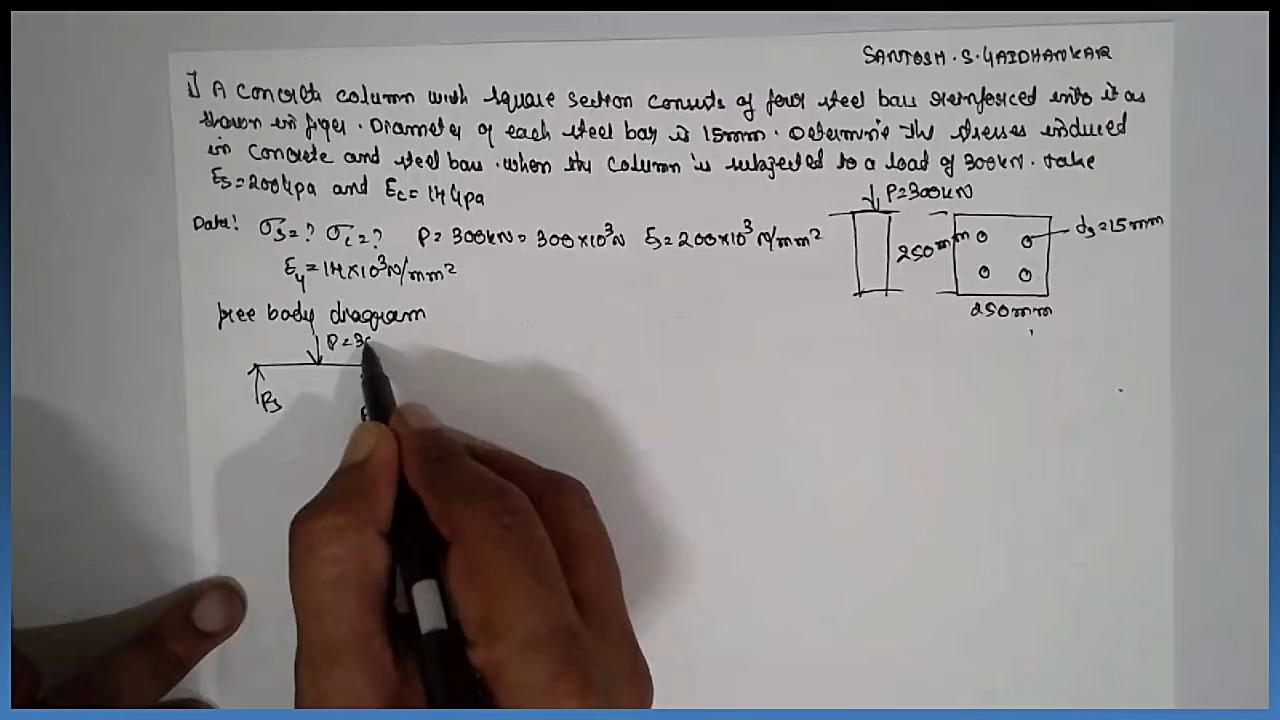 SANTOSH.S.GAIDHANKAR
1] A concrete column with square section consists of four steel bars reinforced into it as
shown in figer. Diameter of each steel bar is 15mm. Determine the stresses induced
in concrete and steel bars. when the column is subjected to a load of 300kN. Take
Es=200Gpa and Ec=14Gpa
P=300kN
250mm
ds=15mm
250mm
Data: σs=? σc=? P=300kN=300×10³N Es=200×10³N/mm²
E4=14×10³N/mm²
free body diagram
P=30
Ps